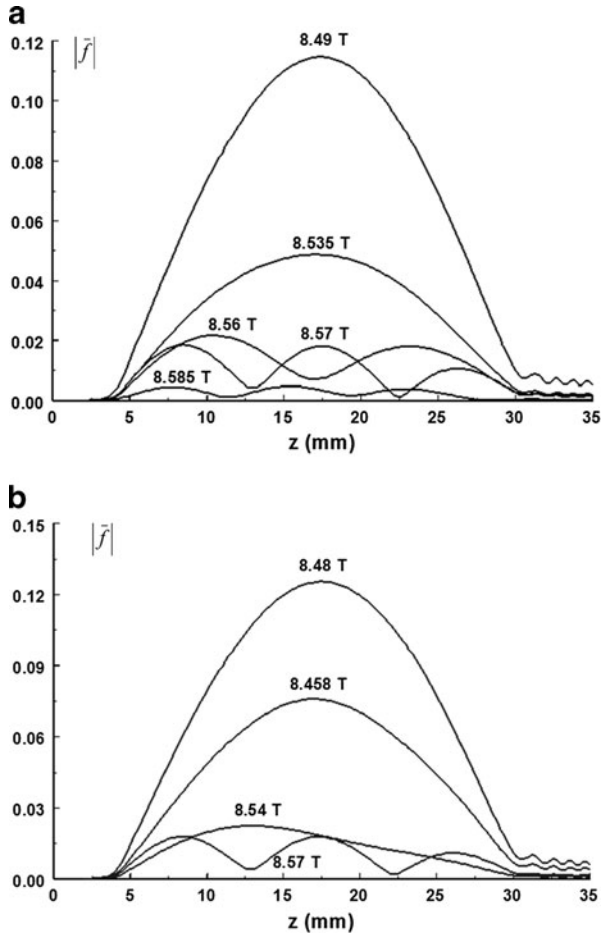 a
|f̄|
0.12
8.49 T
0.10
0.08
0.06
8.535 T
0.04
8.56 T
8.57 T
0.02
8.585 T
0.00
0 5 10 15 20 25 30 35
z (mm)
b
0.15
|f̄|
8.48 T
0.12
0.09
8.458 T
0.06
0.03
8.54 T
8.57 T
0.00
0 5 10 15 20 25 30 35
z (mm)